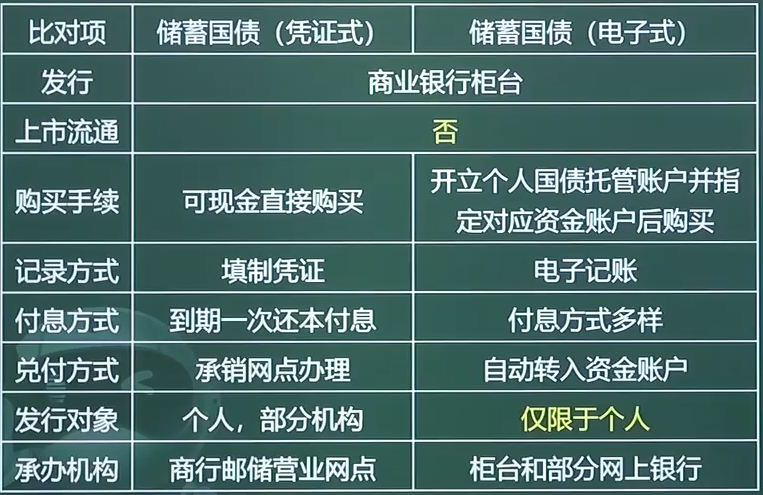 比对项 储蓄国债（凭证式） 储蓄国债（电子式）
发行 商业银行柜台
上市流通 否
购买手续 可现金直接购买 开立个人国债托管账户并指
定对应资金账户后购买
记录方式 填制凭证 电子记账
付息方式 到期一次还本付息 付息方式多样
兑付方式 承销网点办理 自动转入资金账户
发行对象 个人，部分机构 仅限于个人
承办机构 商行邮储营业网点 柜台和部分网上银行